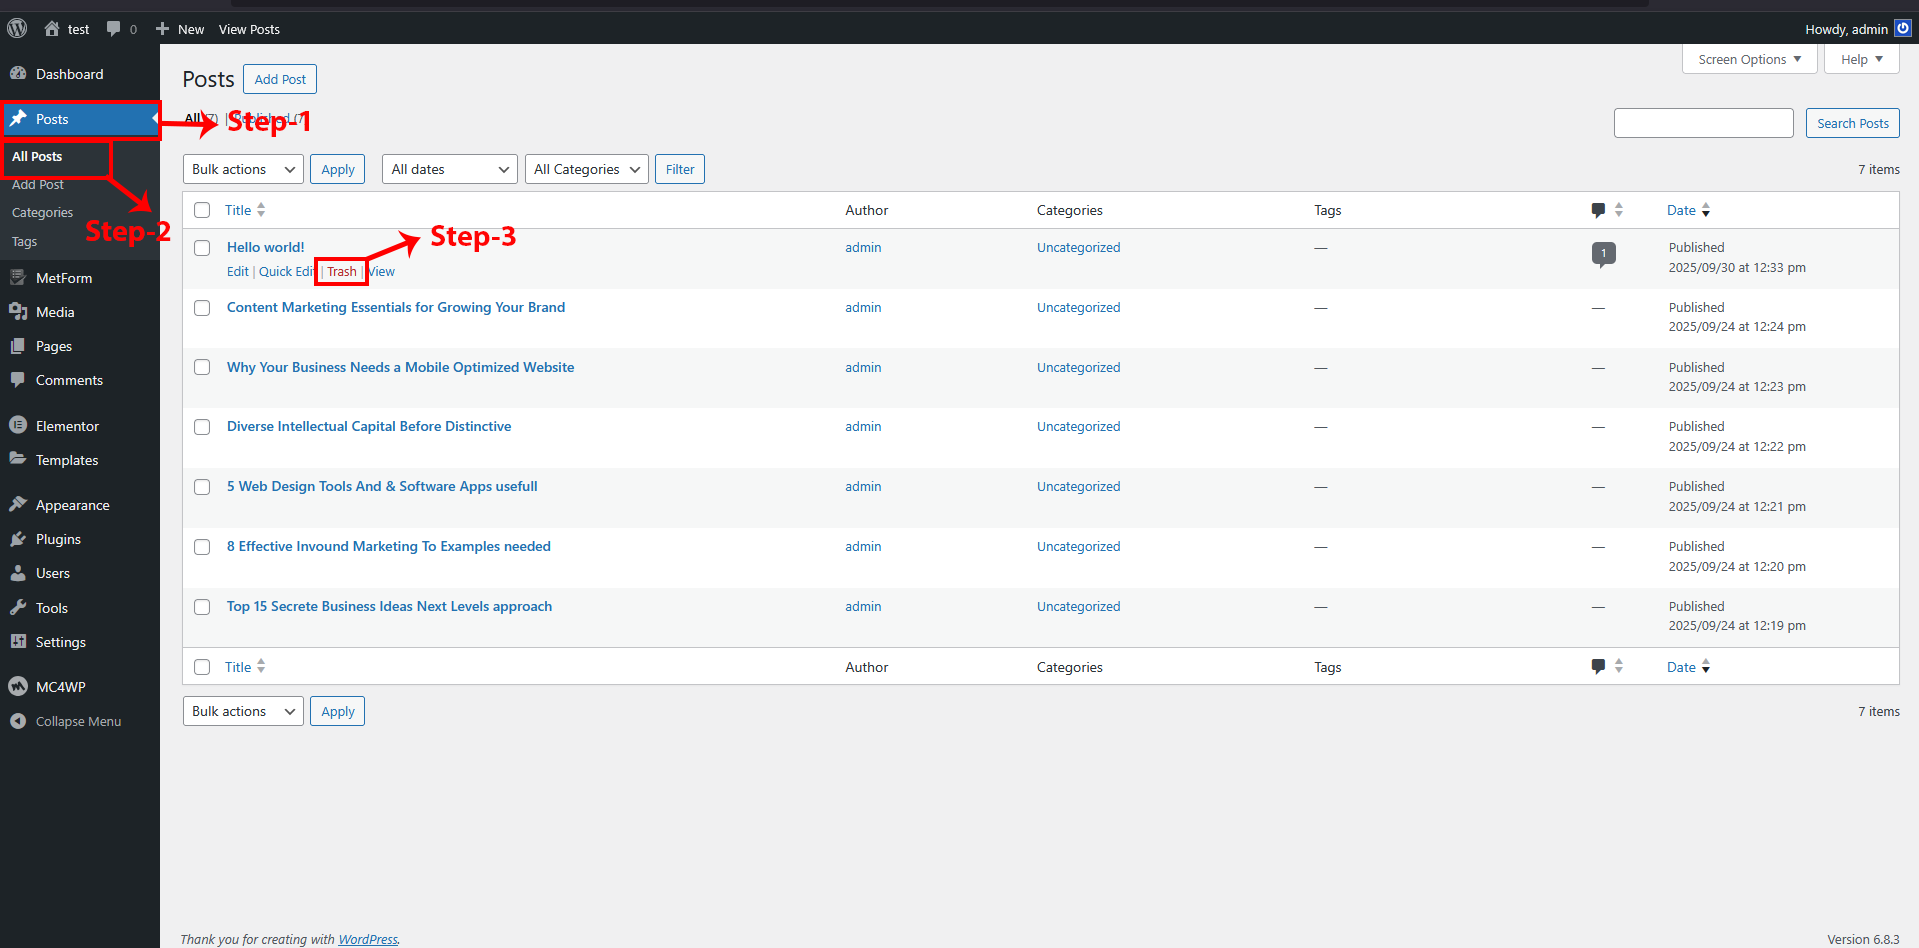 test 0 New View Posts Howdy, admin
Screen Options Help
Dashboard
Posts
All Posts
Add Post
Categories
Tags
MetForm
Media
Pages
Comments
Elementor
Templates
Appearance
Plugins
Users
Tools
Settings
MC4WP
Collapse Menu
Step-1
Step-2
Step-3
Posts Add Post
All (7) | Published (7)
Search Posts
Bulk actions Apply All dates All Categories Filter 7 items
Title Author Categories Tags Date
Hello world! admin Uncategorized — 1 Published
2025/09/30 at 12:33 pm
Edit | Quick Edit | Trash | View
Content Marketing Essentials for Growing Your Brand admin Uncategorized — — Published
2025/09/24 at 12:24 pm
Why Your Business Needs a Mobile Optimized Website admin Uncategorized — — Published
2025/09/24 at 12:23 pm
Diverse Intellectual Capital Before Distinctive admin Uncategorized — — Published
2025/09/24 at 12:22 pm
5 Web Design Tools And & Software Apps usefull admin Uncategorized — — Published
2025/09/24 at 12:21 pm
8 Effective Invound Marketing To Examples needed admin Uncategorized — — Published
2025/09/24 at 12:20 pm
Top 15 Secrete Business Ideas Next Levels approach admin Uncategorized — — Published
2025/09/24 at 12:19 pm
Title Author Categories Tags Date
Bulk actions Apply 7 items
Thank you for creating with WordPress. Version 6.8.3